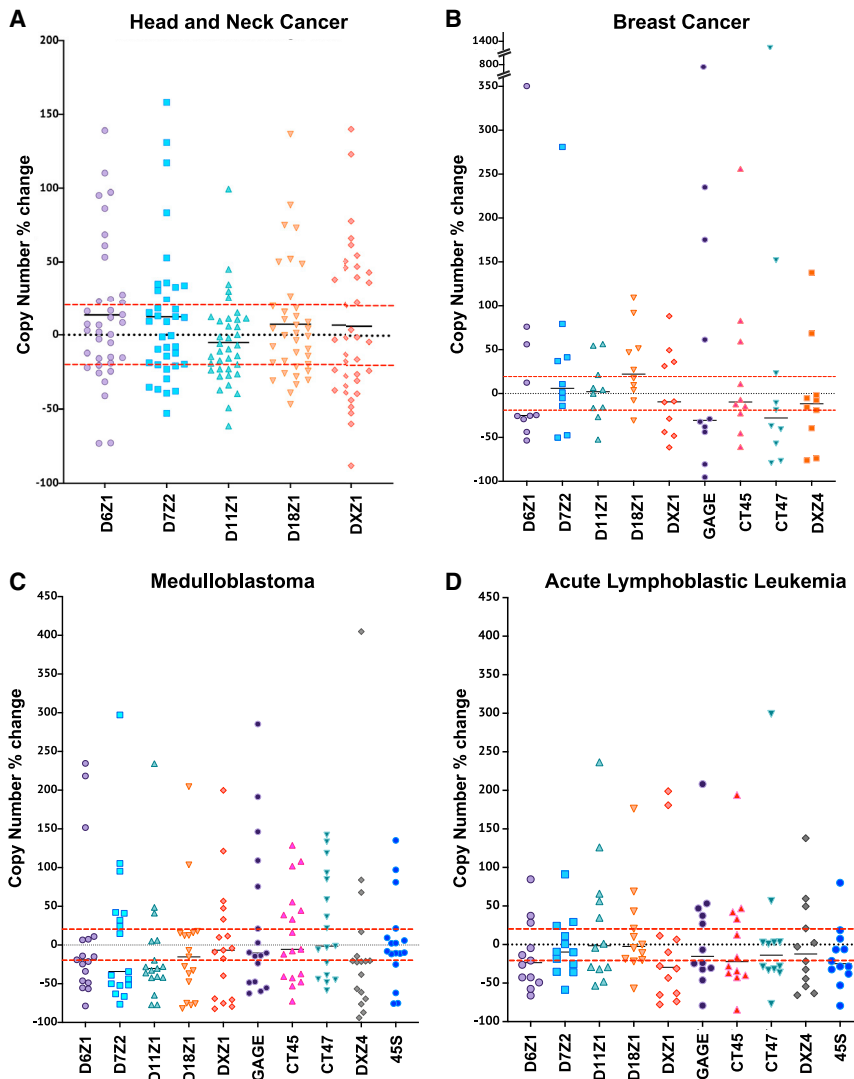 A
Head and Neck Cancer
Copy Number % change
200
150
100
50
0
-50
-100
D6Z1
D7Z2
D11Z1
D18Z1
DXZ1
B
Breast Cancer
Copy Number % change
1400
800
350
300
250
200
150
100
50
0
-50
-100
D6Z1
D7Z2
D11Z1
D18Z1
DXZ1
GAGE
CT45
CT47
DXZ4
C
Medulloblastoma
Copy Number % change
450
400
350
300
250
200
150
100
50
0
-50
-100
D6Z1
D7Z2
D11Z1
D18Z1
DXZ1
GAGE
CT45
CT47
DXZ4
45S
D
Acute Lymphoblastic Leukemia
Copy Number % change
450
400
350
300
250
200
150
100
50
0
-50
-100
D6Z1
D7Z2
D11Z1
D18Z1
DXZ1
GAGE
CT45
CT47
DXZ4
45S